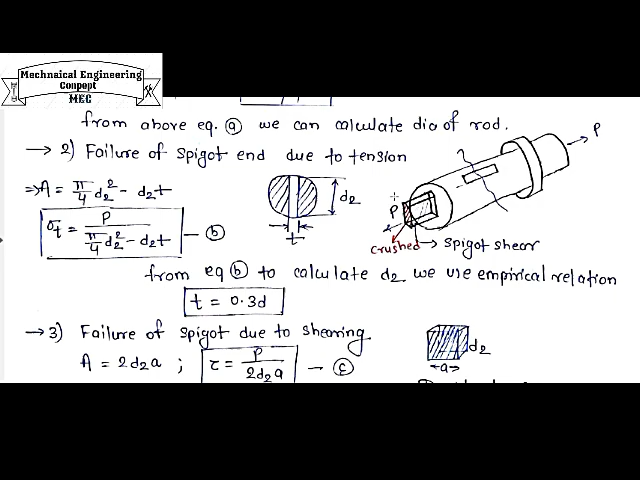 Mechnaical Engineering
Conpept
MEC
from above eq. ⓐ we can calculate dia of rod.
→ 2) Failure of spigot end due to tension
⇒ A = π/4 d₂² - d₂t
σt = P / (π/4 d₂² - d₂t) — ⓑ
d₂
t
P
P
crushed → spigot shear
from eq ⓑ to calculate d₂ we use empirical relation
t = 0.3d
→ 3) Failure of spigot due to shearing
A = 2d₂a ; τ = P / 2d₂a — ⓒ
d₂
a